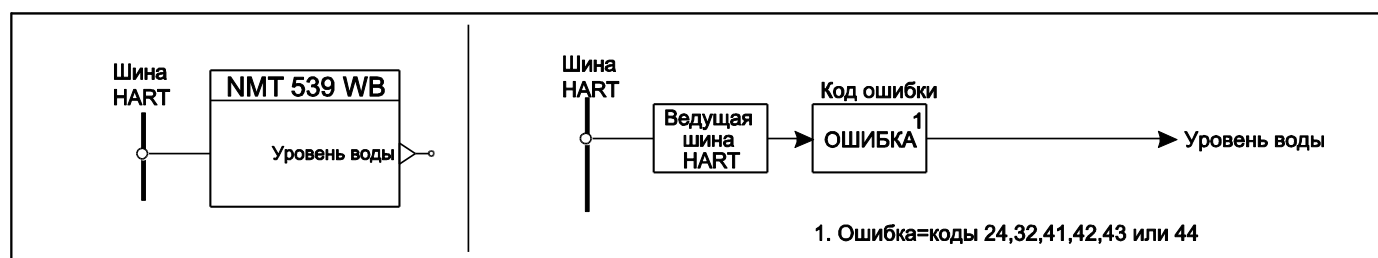 Шина
HART
NMT 539 WB
Уровень воды
Шина
HART
Ведущая
шина
HART
Код ошибки
1
ОШИБКА
Уровень воды
1. Ошибка=коды 24,32,41,42,43 или 44